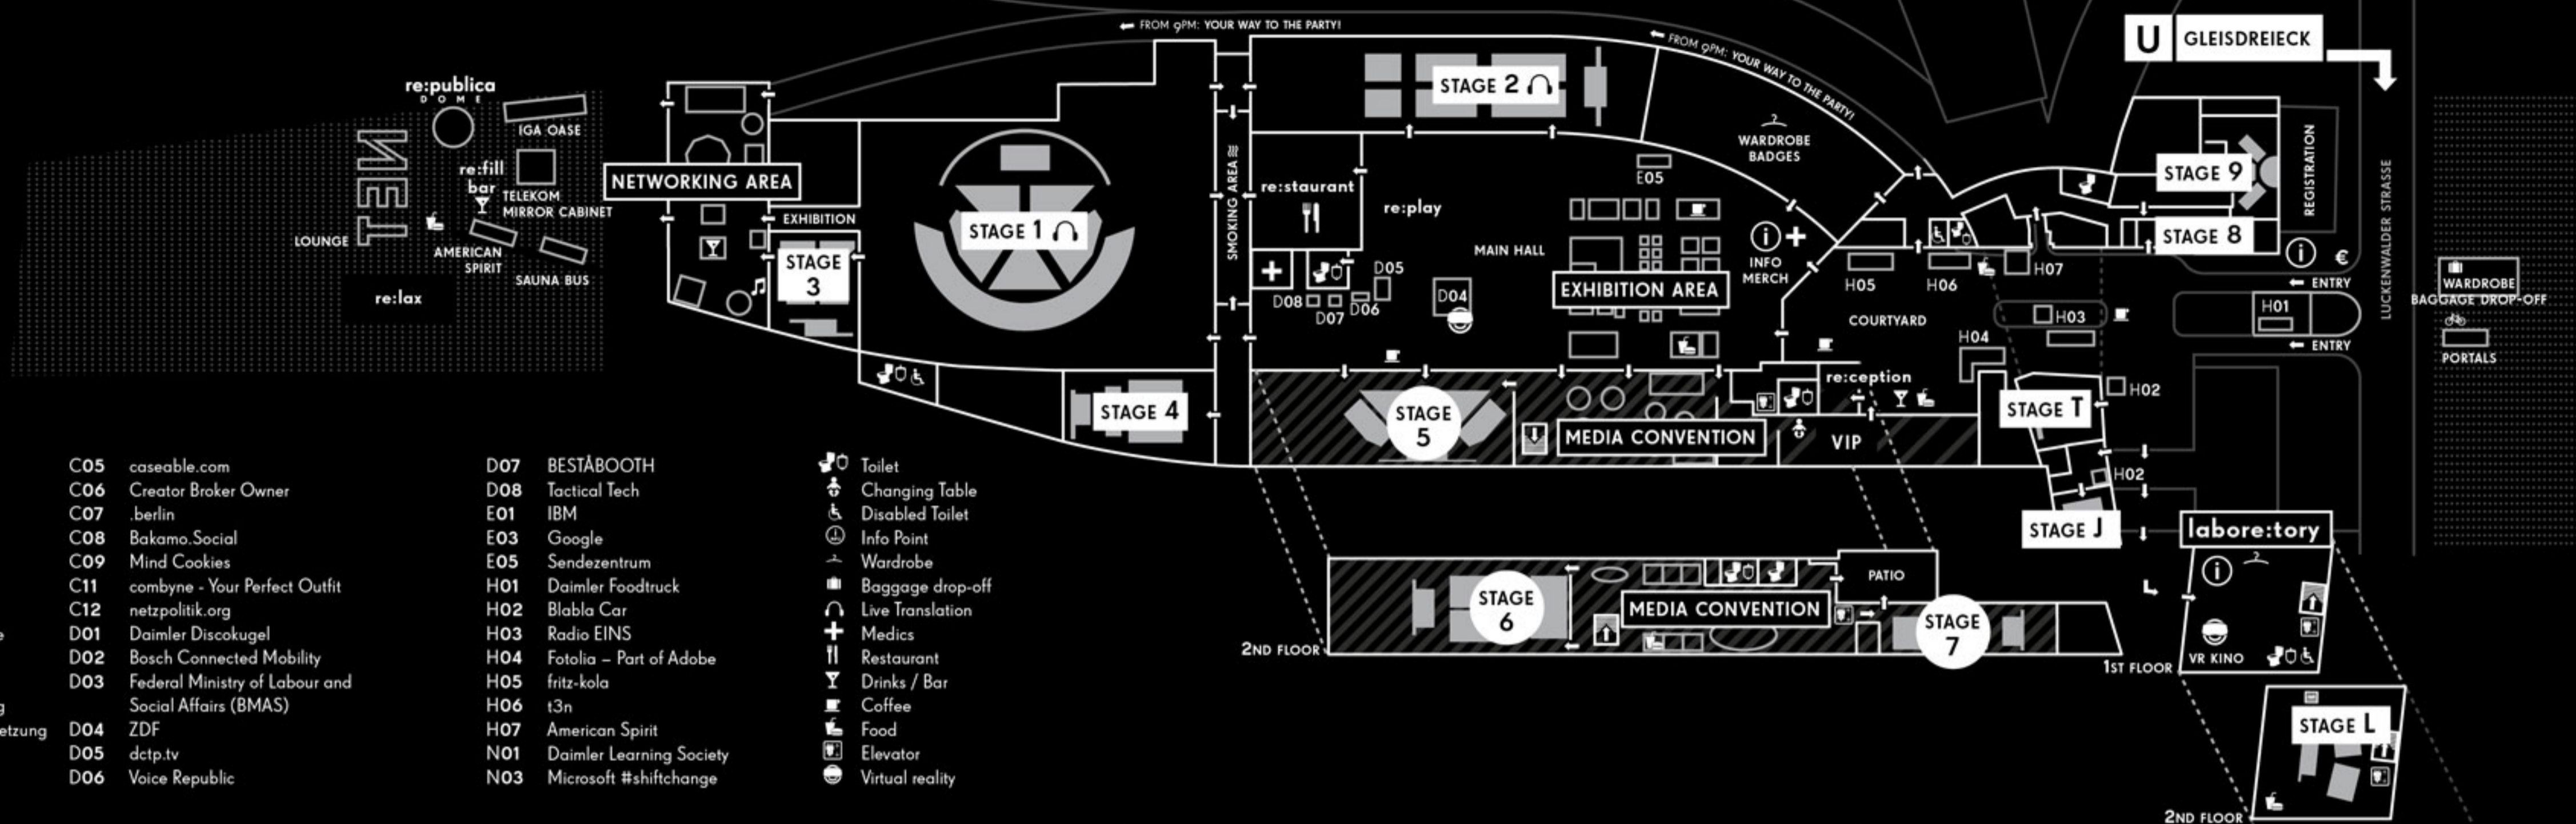 ← FROM 9PM: YOUR WAY TO THE PARTY!
← FROM 9PM: YOUR WAY TO THE PARTY!
U GLEISDREIECK
re:publica
DOME
IGA OASE
NET
re:fill
bar
TELEKOM
MIRROR CABINET
LOUNGE
AMERICAN
SPIRIT
SAUNA BUS
re:lax
NETWORKING AREA
EXHIBITION
STAGE
3
STAGE 1
STAGE 4
SMOKING AREA
STAGE 2
re:staurant
re:play
MAIN HALL
E05
D05
D04
D08
D07
D06
EXHIBITION AREA
WARDROBE
BADGES
INFO
MERCH
STAGE 9
STAGE 8
REGISTRATION
LUCKENWALDER STRASSE
H05
H06
H07
COURTYARD
H03
H04
← ENTRY
H01
← ENTRY
WARDROBE
BAGGAGE DROP-OFF
PORTALS
re:ception
STAGE
5
MEDIA CONVENTION
VIP
STAGE T
H02
H02
STAGE J
labore:tory
VR KINO
1ST FLOOR
STAGE L
2ND FLOOR
PATIO
STAGE
6
MEDIA CONVENTION
STAGE
7
2ND FLOOR
etzung
C05 caseable.com
C06 Creator Broker Owner
C07 .berlin
C08 Bakamo.Social
C09 Mind Cookies
C11 combyne - Your Perfect Outfit
C12 netzpolitik.org
D01 Daimler Discokugel
D02 Bosch Connected Mobility
D03 Federal Ministry of Labour and
Social Affairs (BMAS)
D04 ZDF
D05 dctp.tv
D06 Voice Republic
D07 BESTÅBOOTH
D08 Tactical Tech
E01 IBM
E03 Google
E05 Sendezentrum
H01 Daimler Foodtruck
H02 Blabla Car
H03 Radio EINS
H04 Fotolia – Part of Adobe
H05 fritz-kola
H06 t3n
H07 American Spirit
N01 Daimler Learning Society
N03 Microsoft #shiftchange
Toilet
Changing Table
Disabled Toilet
Info Point
Wardrobe
Baggage drop-off
Live Translation
Medics
Restaurant
Drinks / Bar
Coffee
Food
Elevator
Virtual reality